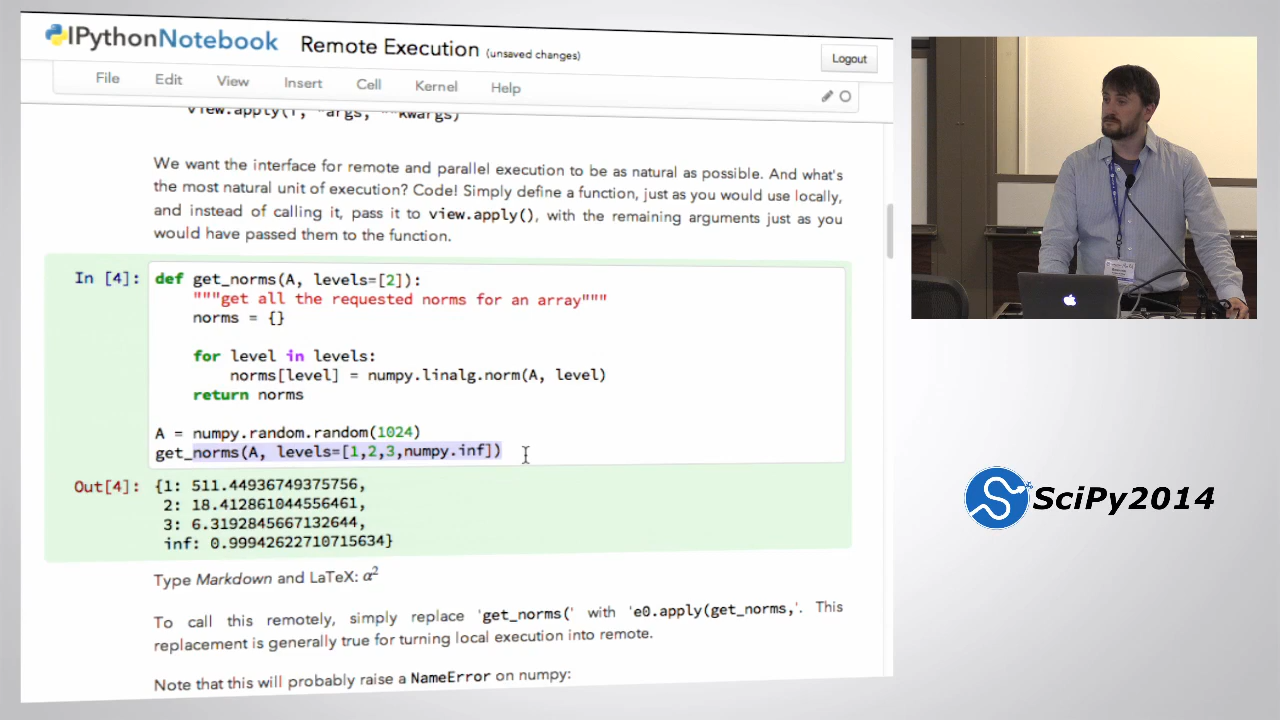 IPythonNotebook Remote Execution (unsaved changes) Logout
File Edit View Insert Cell Kernel Help
view.apply(f, *args, **kwargs)
We want the interface for remote and parallel execution to be as natural as possible. And what's
the most natural unit of execution? Code! Simply define a function, just as you would use locally,
and instead of calling it, pass it to view.apply(), with the remaining arguments just as you
would have passed them to the function.
In [4]: def get_norms(A, levels=[2]):
"""get all the requested norms for an array"""
norms = {}
for level in levels:
norms[level] = numpy.linalg.norm(A, level)
return norms
A = numpy.random.random(1024)
get_norms(A, levels=[1,2,3,numpy.inf])
Out[4]: {1: 511.44936749375756,
2: 18.412861044556461,
3: 6.3192845667132644,
inf: 0.99942622710715634}
Type Markdown and LaTeX: α²
To call this remotely, simply replace 'get_norms(' with 'e0.apply(get_norms,'. This
replacement is generally true for turning local execution into remote.
Note that this will probably raise a NameError on numpy:
SciPy2014